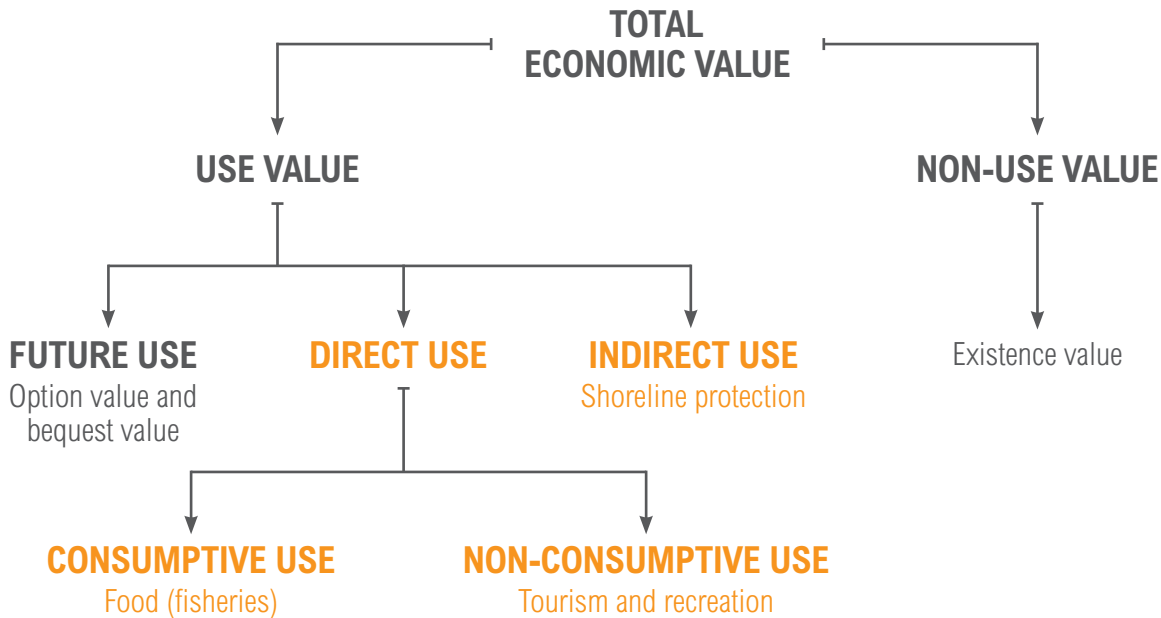 TOTAL
ECONOMIC VALUE
USE VALUE
NON-USE VALUE
FUTURE USE
Option value and
bequest value
DIRECT USE
INDIRECT USE
Shoreline protection
Existence value
CONSUMPTIVE USE
Food (fisheries)
NON-CONSUMPTIVE USE
Tourism and recreation